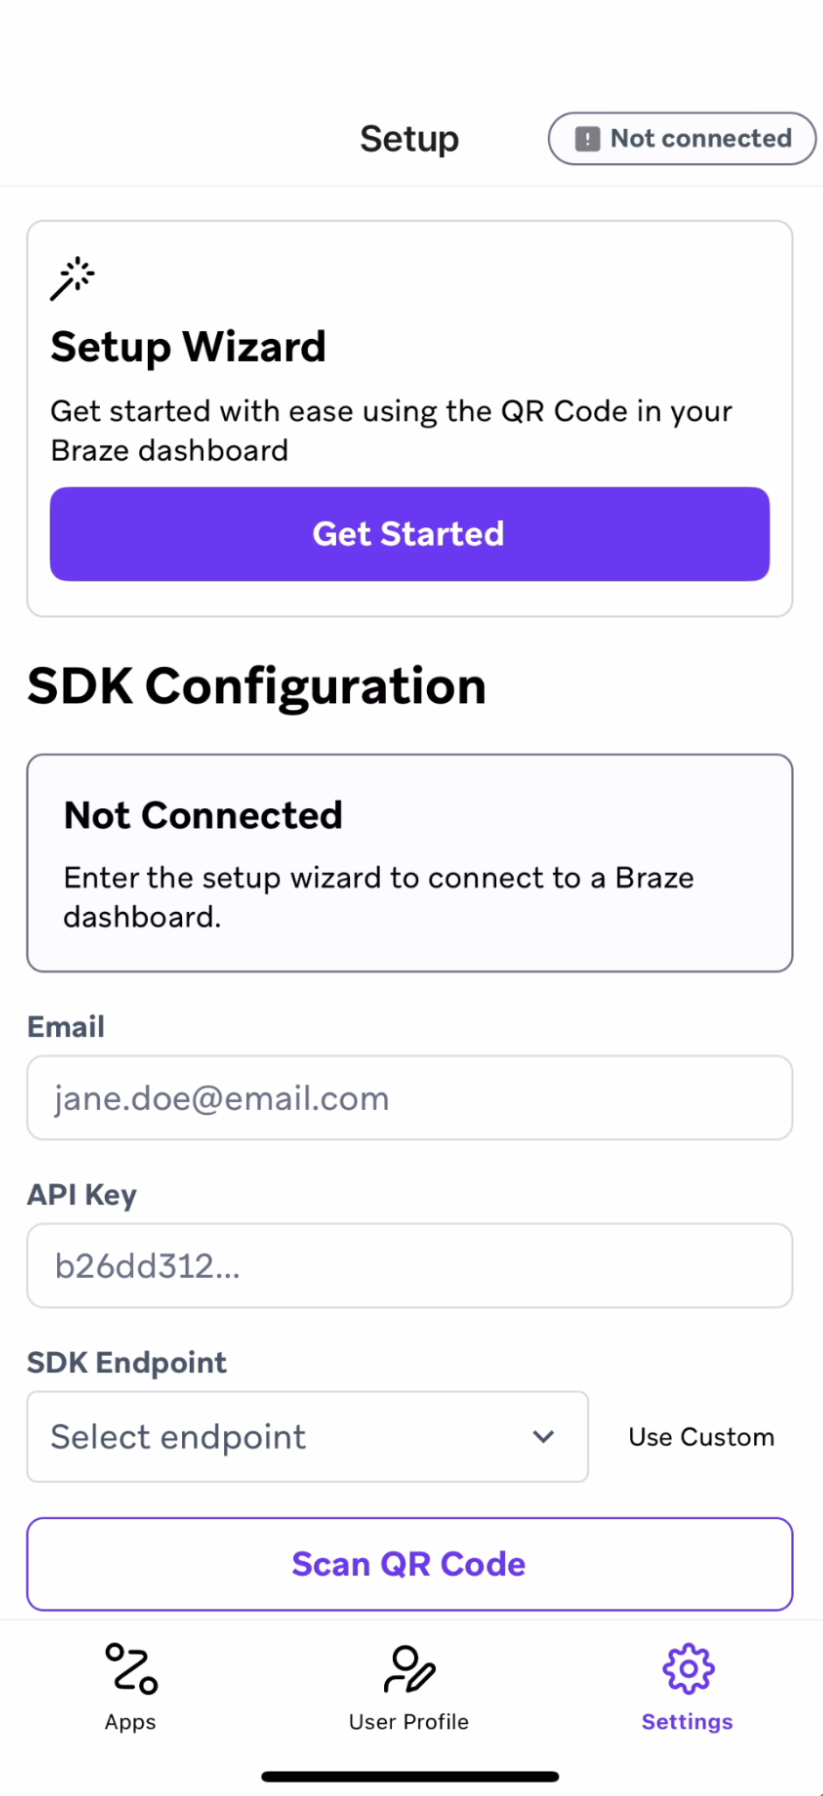 Setup
Not connected
Setup Wizard
Get started with ease using the QR Code in your
Braze dashboard
Get Started
SDK Configuration
Not Connected
Enter the setup wizard to connect to a Braze
dashboard.
Email
jane.doe@email.com
API Key
b26dd312...
SDK Endpoint
Select endpoint
Use Custom
Scan QR Code
Apps
User Profile
Settings